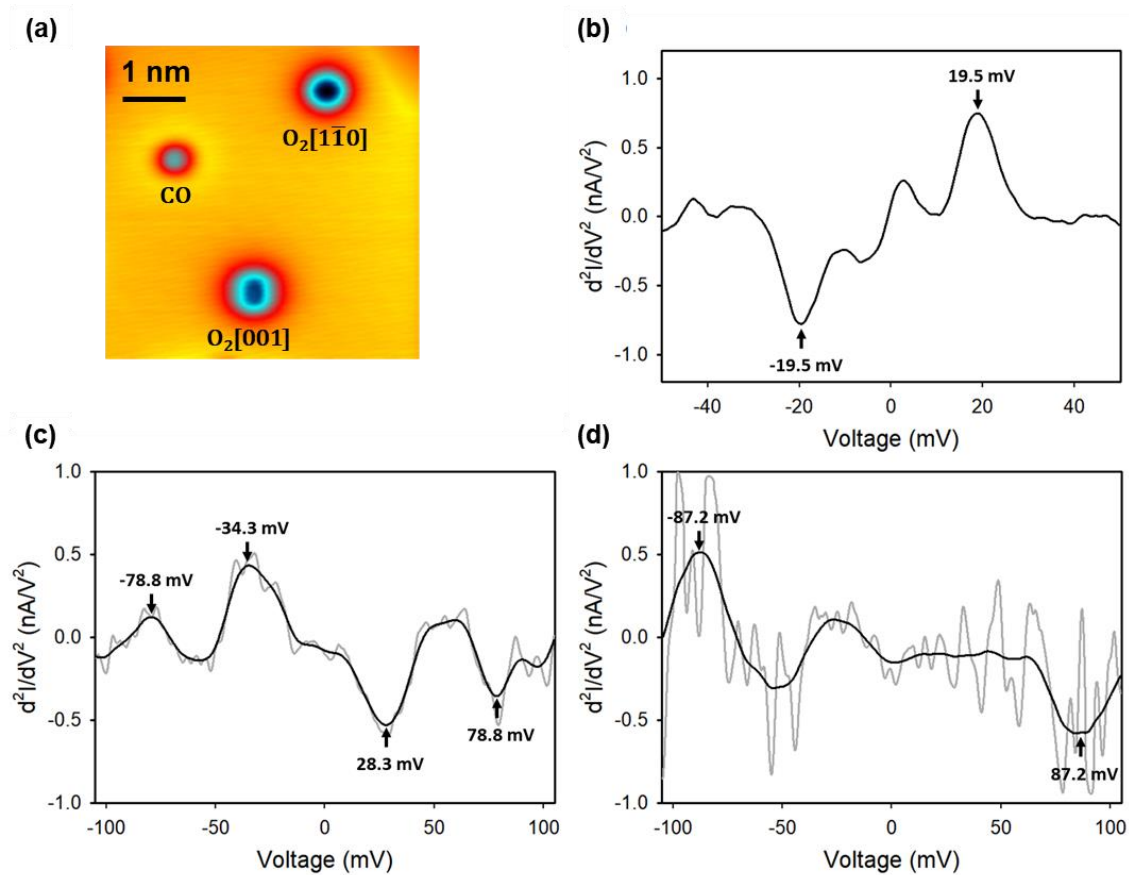 (a)
1 nm
O₂[11̅0]
CO
O₂[001]
(b)
d²I/dV² (nA/V²)
1.0
0.5
0.0
-0.5
-1.0
19.5 mV
-19.5 mV
-40 -20 0 20 40
Voltage (mV)
(c)
d²I/dV² (nA/V²)
1.0
0.5
0.0
-0.5
-1.0
-34.3 mV
-78.8 mV
28.3 mV
78.8 mV
-100 -50 0 50 100
Voltage (mV)
(d)
d²I/dV² (nA/V²)
1.0
0.5
0.0
-0.5
-1.0
-87.2 mV
87.2 mV
-100 -50 0 50 100
Voltage (mV)